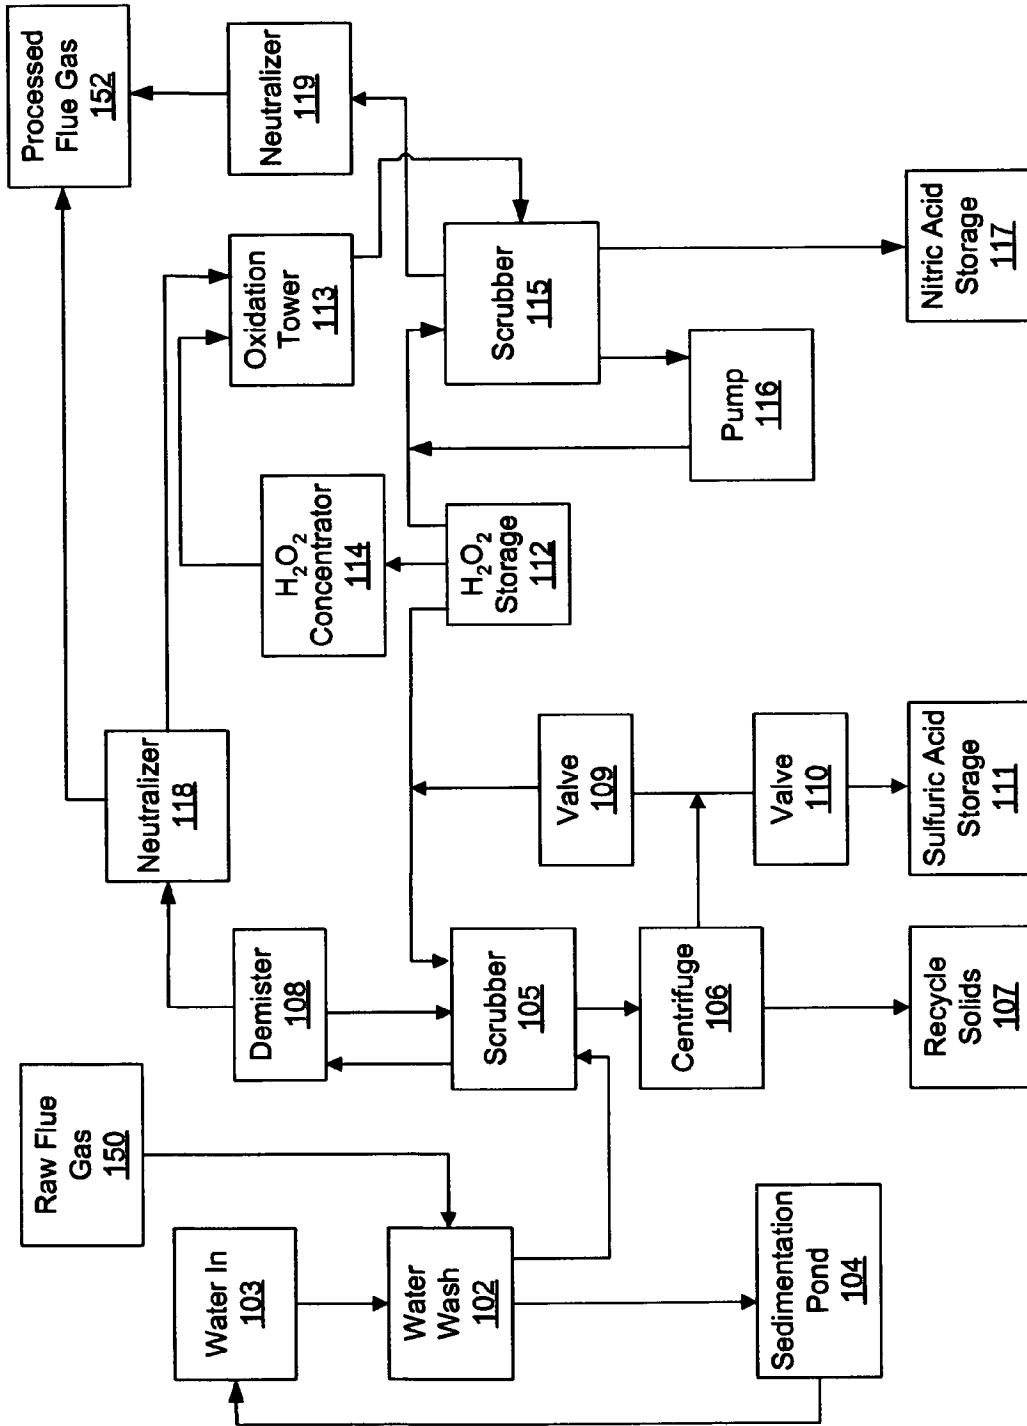 Raw Flue
Gas
150
Water In
103
Water
Wash
102
Sedimentation
Pond
104
Demister
108
Scrubber
105
Centrifuge
106
Recycle
Solids
107
Neutralizer
118
Valve
109
Valve
110
Sulfuric Acid
Storage
111
H₂O₂
Concentrator
114
H₂O₂
Storage
112
Oxidation
Tower
113
Scrubber
115
Pump
116
Nitric Acid
Storage
117
Neutralizer
119
Processed
Flue Gas
152